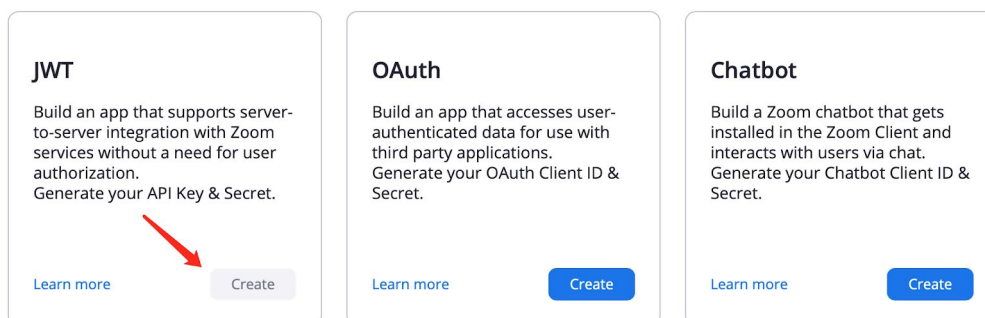 JWT
Build an app that supports server-
to-server integration with Zoom
services without a need for user
authorization.
Generate your API Key & Secret.
Learn more
Create
OAuth
Build an app that accesses user-
authenticated data for use with
third party applications.
Generate your OAuth Client ID &
Secret.
Learn more
Create
Chatbot
Build a Zoom chatbot that gets
installed in the Zoom Client and
interacts with users via chat.
Generate your Chatbot Client ID &
Secret.
Learn more
Create